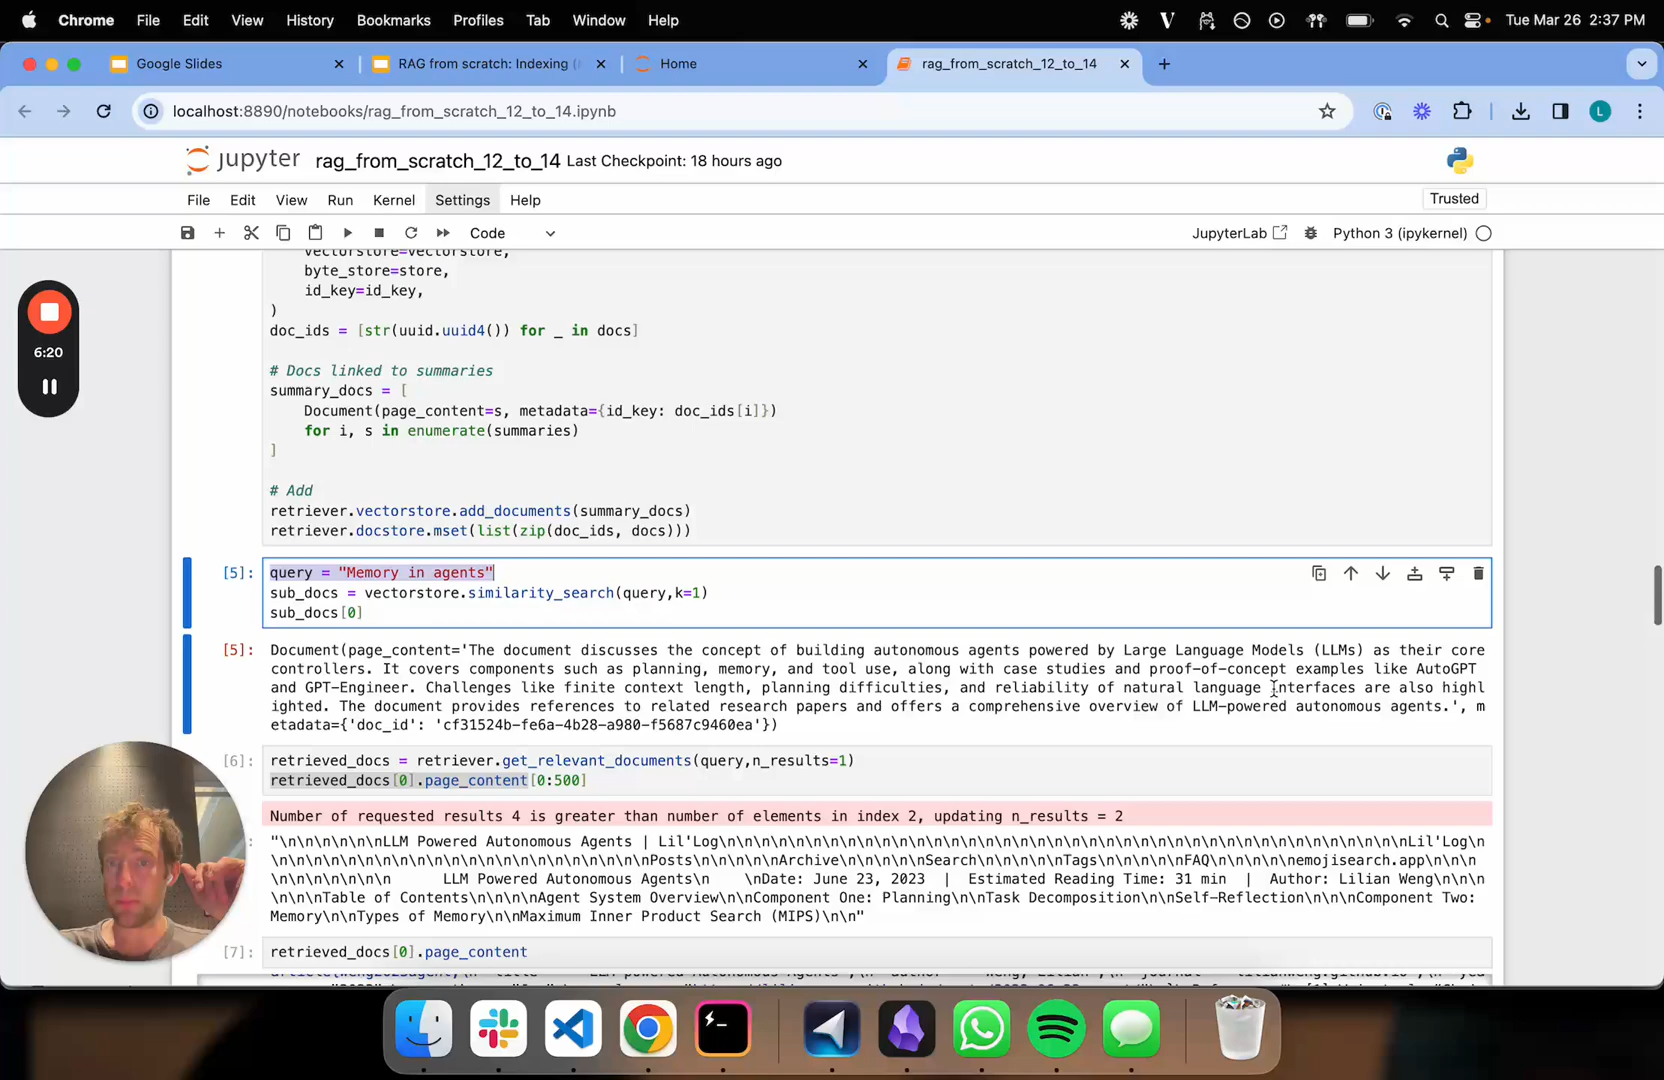 Chrome File Edit View History Bookmarks Profiles Tab Window Help
Tue Mar 26 2:37 PM
Google Slides
RAG from scratch: Indexing (
Home
rag_from_scratch_12_to_14
localhost:8890/notebooks/rag_from_scratch_12_to_14.ipynb
L
jupyter rag_from_scratch_12_to_14 Last Checkpoint: 18 hours ago
File Edit View Run Kernel Settings Help
Trusted
Code
JupyterLab
Python 3 (ipykernel)
vectorstore=vectorstore,
byte_store=store,
id_key=id_key,
)
doc_ids = [str(uuid.uuid4()) for _ in docs]
# Docs linked to summaries
summary_docs = [
Document(page_content=s, metadata={id_key: doc_ids[i]})
for i, s in enumerate(summaries)
]
# Add
retriever.vectorstore.add_documents(summary_docs)
retriever.docstore.mset(list(zip(doc_ids, docs)))
6:20
[5]: query = "Memory in agents"
sub_docs = vectorstore.similarity_search(query,k=1)
sub_docs[0]
[5]: Document(page_content='The document discusses the concept of building autonomous agents powered by Large Language Models (LLMs) as their core
controllers. It covers components such as planning, memory, and tool use, along with case studies and proof-of-concept examples like AutoGPT
and GPT-Engineer. Challenges like finite context length, planning difficulties, and reliability of natural language interfaces are also highl
ighted. The document provides references to related research papers and offers a comprehensive overview of LLM-powered autonomous agents.', m
etadata={'doc_id': 'cf31524b-fe6a-4b28-a980-f5687c9460ea'})
[6]: retrieved_docs = retriever.get_relevant_documents(query,n_results=1)
retrieved_docs[0].page_content[0:500]
Number of requested results 4 is greater than number of elements in index 2, updating n_results = 2
"\n\n\n\n\n\nLLM Powered Autonomous Agents | Lil'Log\n\n\n\n\n\n\n\n\n\n\n\n\n\n\n\n\n\n\n\n\n\n\n\n\n\n\n\n\n\n\n\n\n\n\n\n\n\n\n\nLil'Log\n
\n\n\n\n\n\n\n\n\n\n\n\n\n\n\n\n\n\n\n\n\nPosts\n\n\n\n\nArchive\n\n\n\n\nSearch\n\n\n\n\nTags\n\n\n\n\nFAQ\n\n\n\n\nemojisearch.app\n\n\n
\n\n\n\n\n\n\n LLM Powered Autonomous Agents\n \nDate: June 23, 2023 | Estimated Reading Time: 31 min | Author: Lilian Weng\n\n\n
\n\n\nTable of Contents\n\n\nAgent System Overview\n\nComponent One: Planning\n\nTask Decomposition\n\nSelf-Reflection\n\n\nComponent Two:
Memory\n\nTypes of Memory\n\nMaximum Inner Product Search (MIPS)\n\n"
[7]: retrieved_docs[0].page_content